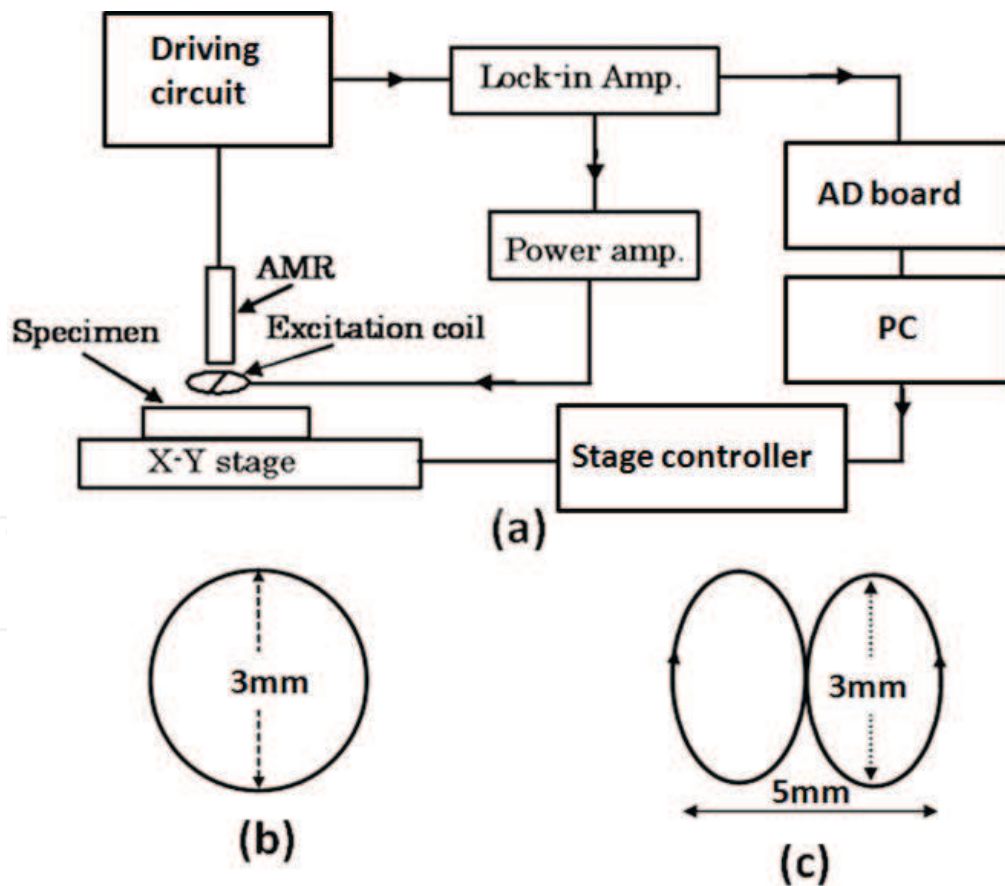 Driving
circuit
Lock-in Amp.
AD board
Power amp.
AMR
PC
Specimen
Excitation coil
X-Y stage
Stage controller
(a)
3mm
3mm
5mm
(b)
(c)